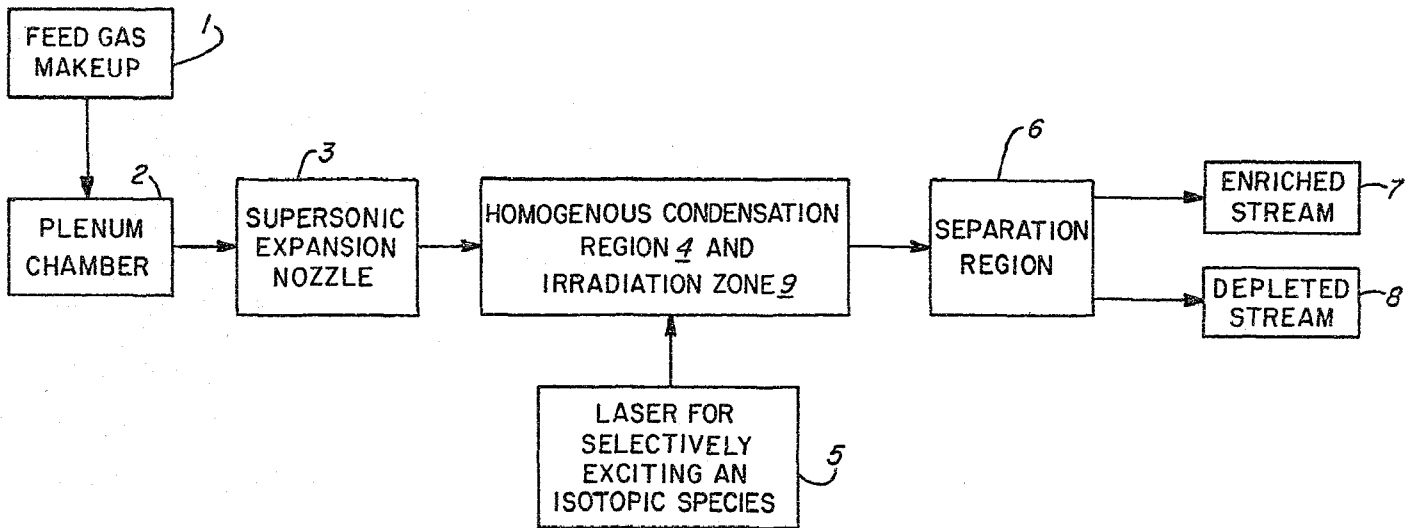 FEED GAS
MAKEUP
1
2
PLENUM
CHAMBER
3
SUPERSONIC
EXPANSION
NOZZLE
HOMOGENOUS CONDENSATION
REGION 4 AND
IRRADIATION ZONE 9
LASER FOR
SELECTIVELY
EXCITING AN
ISOTOPIC SPECIES
5
6
SEPARATION
REGION
ENRICHED
STREAM
7
DEPLETED
STREAM
8